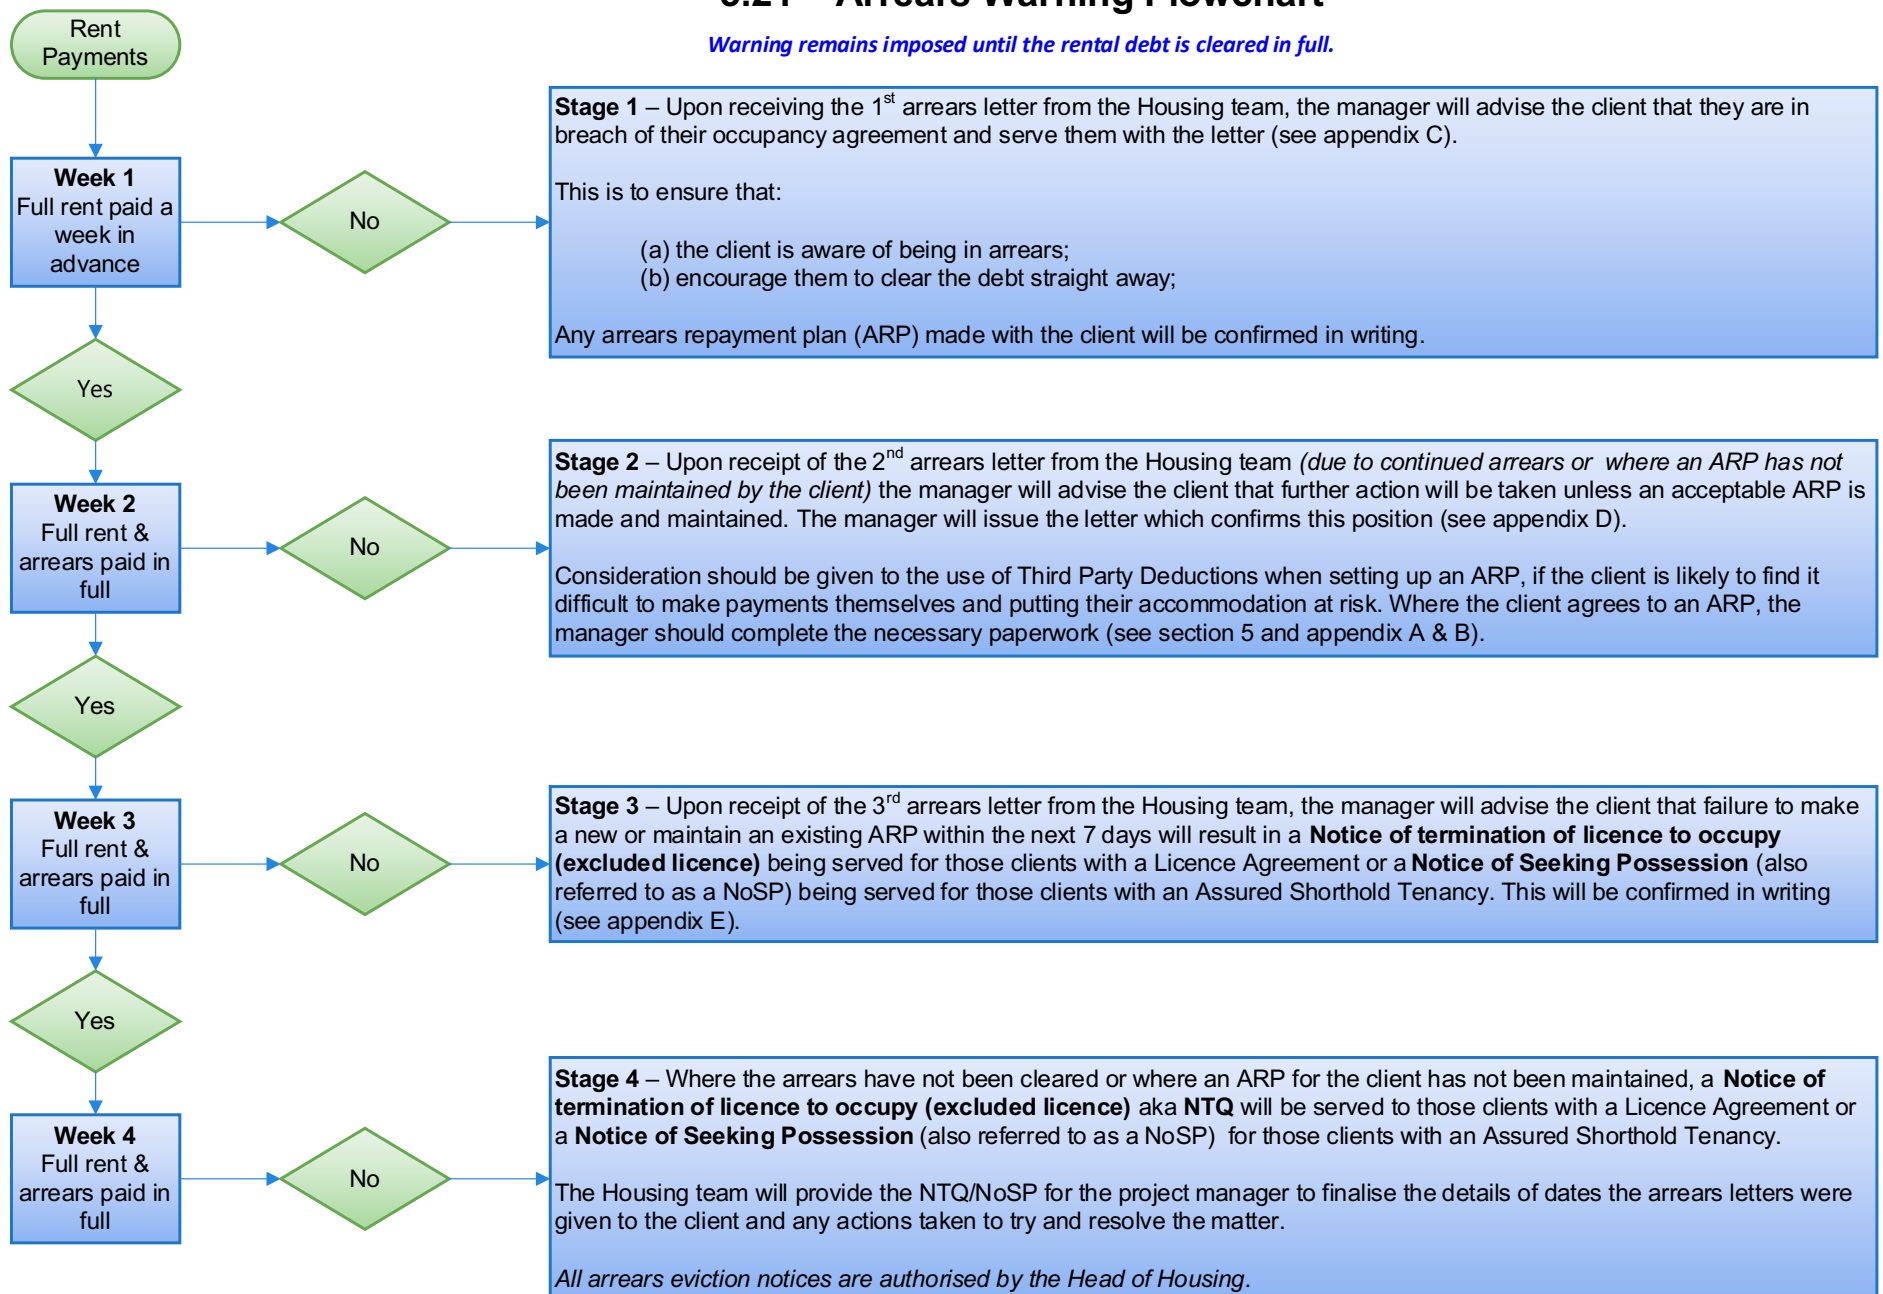 Arrears Warning Flowchart
Warning remains imposed until the rental debt is cleared in full.
Rent
Payments
Week 1
Full rent paid a
week in
advance
No
Stage 1 – Upon receiving the 1st arrears letter from the Housing team, the manager will advise the client that they are in
breach of their occupancy agreement and serve them with the letter (see appendix C).
This is to ensure that:
(a) the client is aware of being in arrears;
(b) encourage them to clear the debt straight away;
Any arrears repayment plan (ARP) made with the client will be confirmed in writing.
Yes
Week 2
Full rent &
arrears paid in
full
No
Stage 2 – Upon receipt of the 2nd arrears letter from the Housing team (due to continued arrears or where an ARP has not
been maintained by the client) the manager will advise the client that further action will be taken unless an acceptable ARP is
made and maintained. The manager will issue the letter which confirms this position (see appendix D).
Consideration should be given to the use of Third Party Deductions when setting up an ARP, if the client is likely to find it
difficult to make payments themselves and putting their accommodation at risk. Where the client agrees to an ARP, the
manager should complete the necessary paperwork (see section 5 and appendix A & B).
Yes
Week 3
Full rent &
arrears paid in
full
No
Stage 3 – Upon receipt of the 3rd arrears letter from the Housing team, the manager will advise the client that failure to make
a new or maintain an existing ARP within the next 7 days will result in a Notice of termination of licence to occupy
(excluded licence) being served for those clients with a Licence Agreement or a Notice of Seeking Possession (also
referred to as a NoSP) being served for those clients with an Assured Shorthold Tenancy. This will be confirmed in writing
(see appendix E).
Yes
Week 4
Full rent &
arrears paid in
full
No
Stage 4 – Where the arrears have not been cleared or where an ARP for the client has not been maintained, a Notice of
termination of licence to occupy (excluded licence) aka NTQ will be served to those clients with a Licence Agreement or
a Notice of Seeking Possession (also referred to as a NoSP) for those clients with an Assured Shorthold Tenancy.
The Housing team will provide the NTQ/NoSP for the project manager to finalise the details of dates the arrears letters were
given to the client and any actions taken to try and resolve the matter.
All arrears eviction notices are authorised by the Head of Housing.